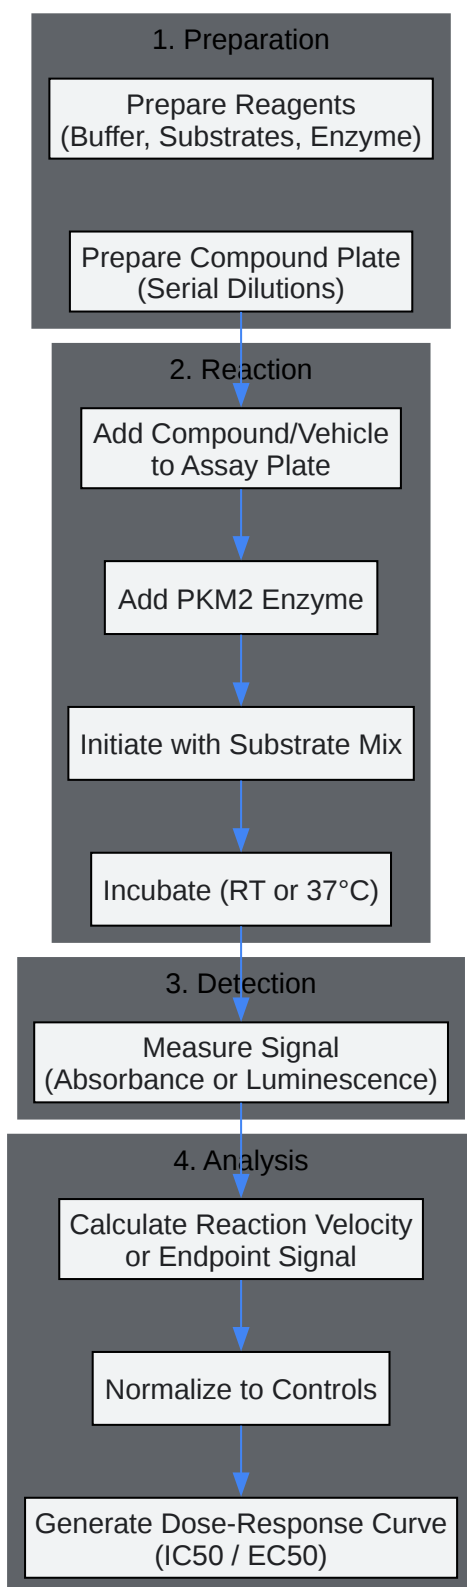 1. Preparation
Prepare Reagents
(Buffer, Substrates, Enzyme)
Prepare Compound Plate
(Serial Dilutions)
2. Reaction
Add Compound/Vehicle
to Assay Plate
Add PKM2 Enzyme
Initiate with Substrate Mix
Incubate (RT or 37°C)
3. Detection
Measure Signal
(Absorbance or Luminescence)
4. Analysis
Calculate Reaction Velocity
or Endpoint Signal
Normalize to Controls
Generate Dose-Response Curve
(IC50 / EC50)